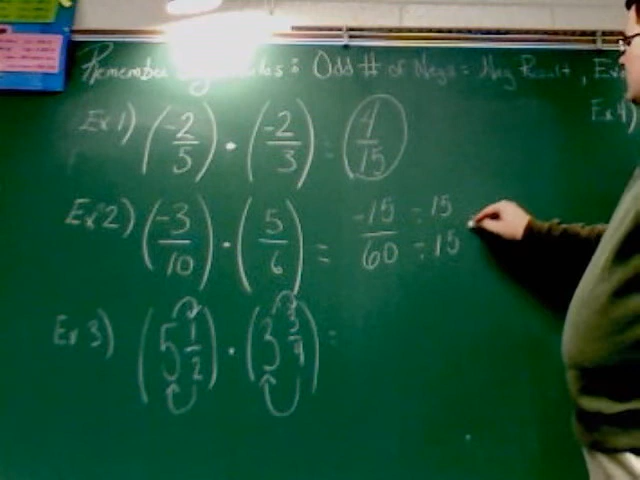 Remember : Odd # of Negs = Neg Result, Ev
Ex 4)
Ex 1) (-2/5) · (-2/3) = 4/15
Ex 2) (-3/10) · (5/6) = -15/60 ÷15 ÷15
Ex 3) (5 1/2) · (3 3/4) =